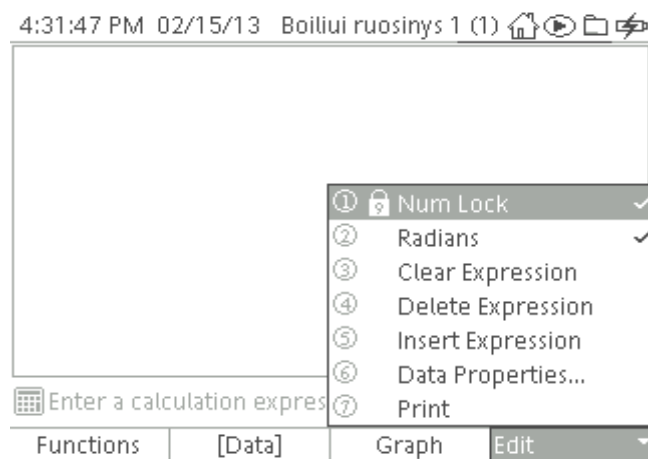 4:31:47 PM 02/15/13 Boiliui ruosinys 1 (1)
① Num Lock
② Radians
③ Clear Expression
④ Delete Expression
⑤ Insert Expression
⑥ Data Properties...
Enter a calculation expres
⑦ Print
Functions [Data] Graph Edit